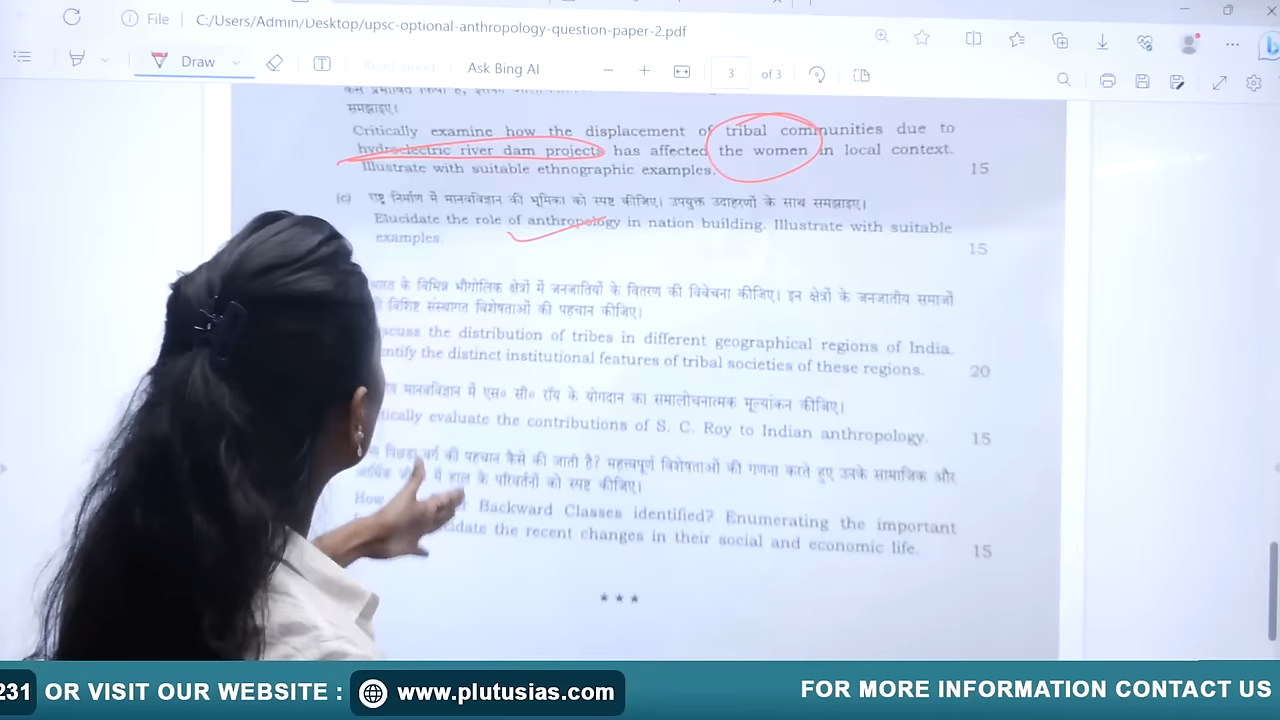 File
C:/Users/Admin/Desktop/upsc-optional-anthropology-question-paper-2.pdf
Draw
Read aloud
Ask Bing AI
3
of 3
समझाइए।
Critically examine how the displacement of tribal communities due to
hydroelectric river dam projects has affected the women in local context.
Illustrate with suitable ethnographic examples.
15
(c) राष्ट्र निर्माण में मानवविज्ञान की भूमिका को स्पष्ट कीजिए। उपयुक्त उदाहरणों के साथ समझाइए।
Elucidate the role of anthropology in nation building. Illustrate with suitable
examples.
15
के विभिन्न भौगोलिक क्षेत्रों में जनजातियों के वितरण की विवेचना कीजिए। इन क्षेत्रों के जनजातीय समाजों
विशिष्ट संस्थागत विशेषताओं की पहचान कीजिए।
the distribution of tribes in different geographical regions of India.
the distinct institutional features of tribal societies of these regions.
20
मानवविज्ञान में एस० सी० रॉय के योगदान का समालोचनात्मक मूल्यांकन कीजिए।
evaluate the contributions of S. C. Roy to Indian anthropology.
15
पिछड़ा वर्ग की पहचान कैसे की जाती है? महत्त्वपूर्ण विशेषताओं की गणना करते हुए उनके सामाजिक और
में हाल के परिवर्तनों को स्पष्ट कीजिए।
How Backward Classes identified? Enumerating the important
the recent changes in their social and economic life.
15
★ ★ ★
231 OR VISIT OUR WEBSITE : www.plutusias.com FOR MORE INFORMATION CONTACT US